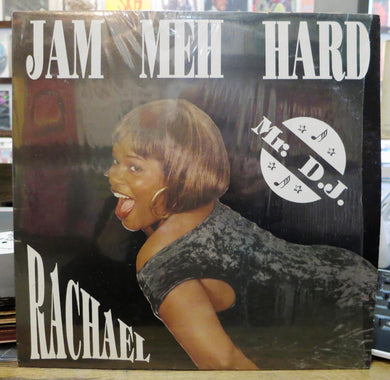 JAM MEH HARD
Mr. D.J.
RACHAEL